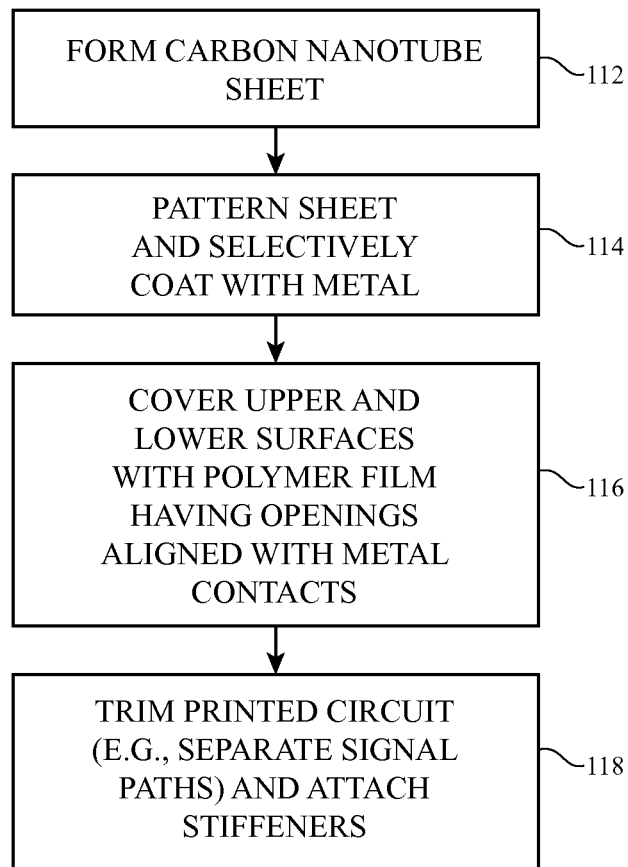 FORM CARBON NANOTUBE
SHEET
112
PATTERN SHEET
AND SELECTIVELY
COAT WITH METAL
114
COVER UPPER AND
LOWER SURFACES
WITH POLYMER FILM
HAVING OPENINGS
ALIGNED WITH METAL
CONTACTS
116
TRIM PRINTED CIRCUIT
(E.G., SEPARATE SIGNAL
PATHS) AND ATTACH
STIFFENERS
118